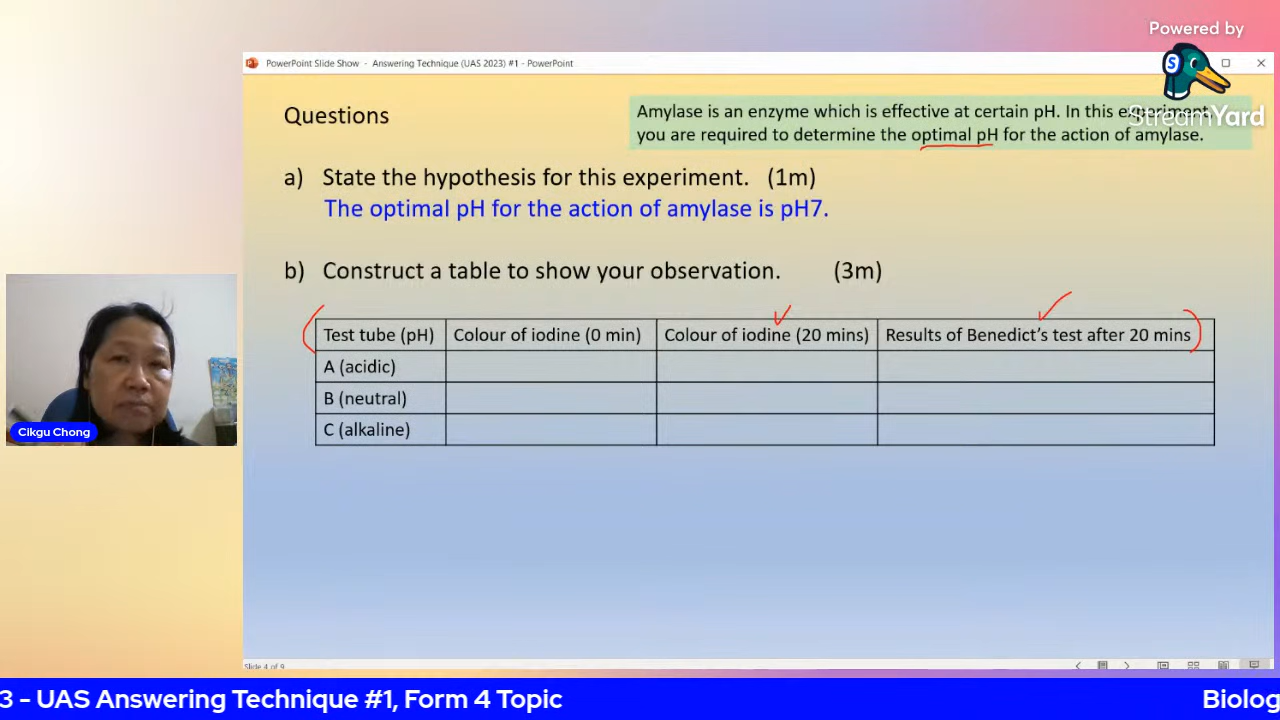 Powered by
StreamYard
PowerPoint Slide Show - Answering Technique (UAS 2023) #1 - PowerPoint
Questions
Amylase is an enzyme which is effective at certain pH. In this experiment,
you are required to determine the optimal pH for the action of amylase.
a) State the hypothesis for this experiment. (1m)
The optimal pH for the action of amylase is pH7.
b) Construct a table to show your observation. (3m)
Test tube (pH) Colour of iodine (0 min) Colour of iodine (20 mins) Results of Benedict's test after 20 mins
A (acidic)
B (neutral)
C (alkaline)
Cikgu Chong
Slide 4 of 9
3 - UAS Answering Technique #1, Form 4 Topic
Biolog